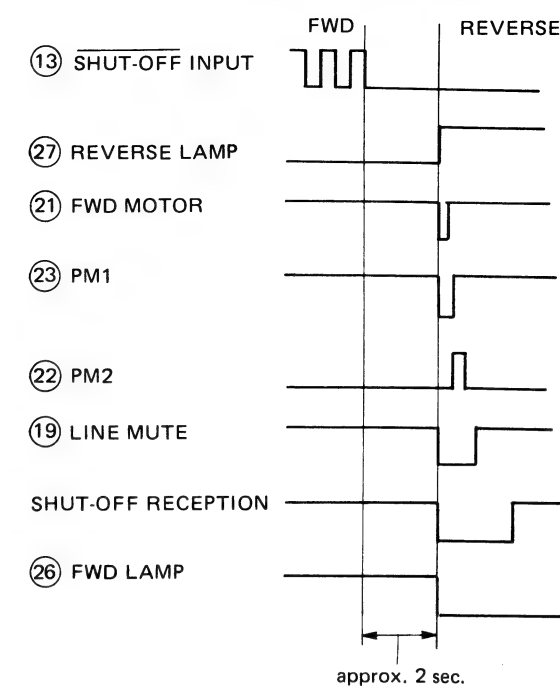 FWD REVERSE
13 SHUT-OFF INPUT
27 REVERSE LAMP
21 FWD MOTOR
23 PM1
22 PM2
19 LINE MUTE
SHUT-OFF RECEPTION
26 FWD LAMP
approx. 2 sec.